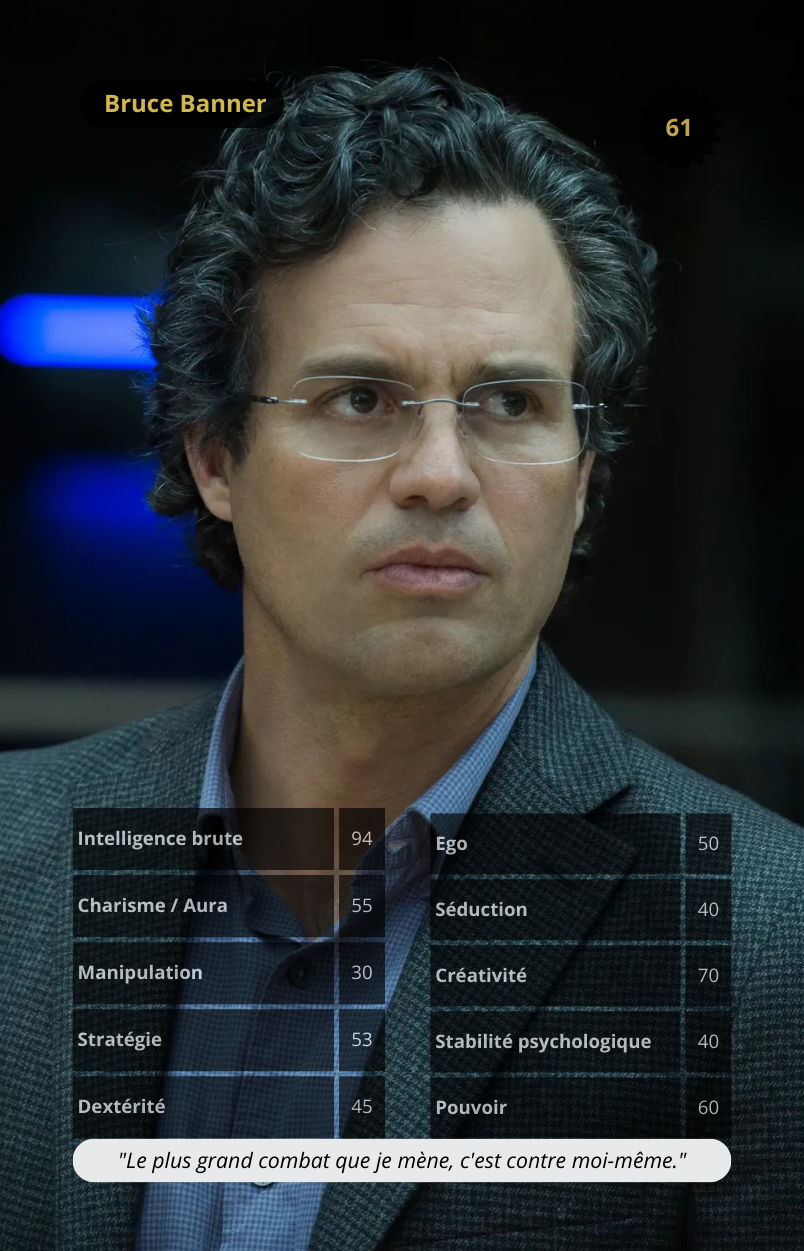 Bruce Banner
61
Intelligence brute 94
Charisme / Aura 55
Manipulation 30
Stratégie 53
Dextérité 45
Ego 50
Séduction 40
Créativité 70
Stabilité psychologique 40
Pouvoir 60
"Le plus grand combat que je mène, c'est contre moi-même."